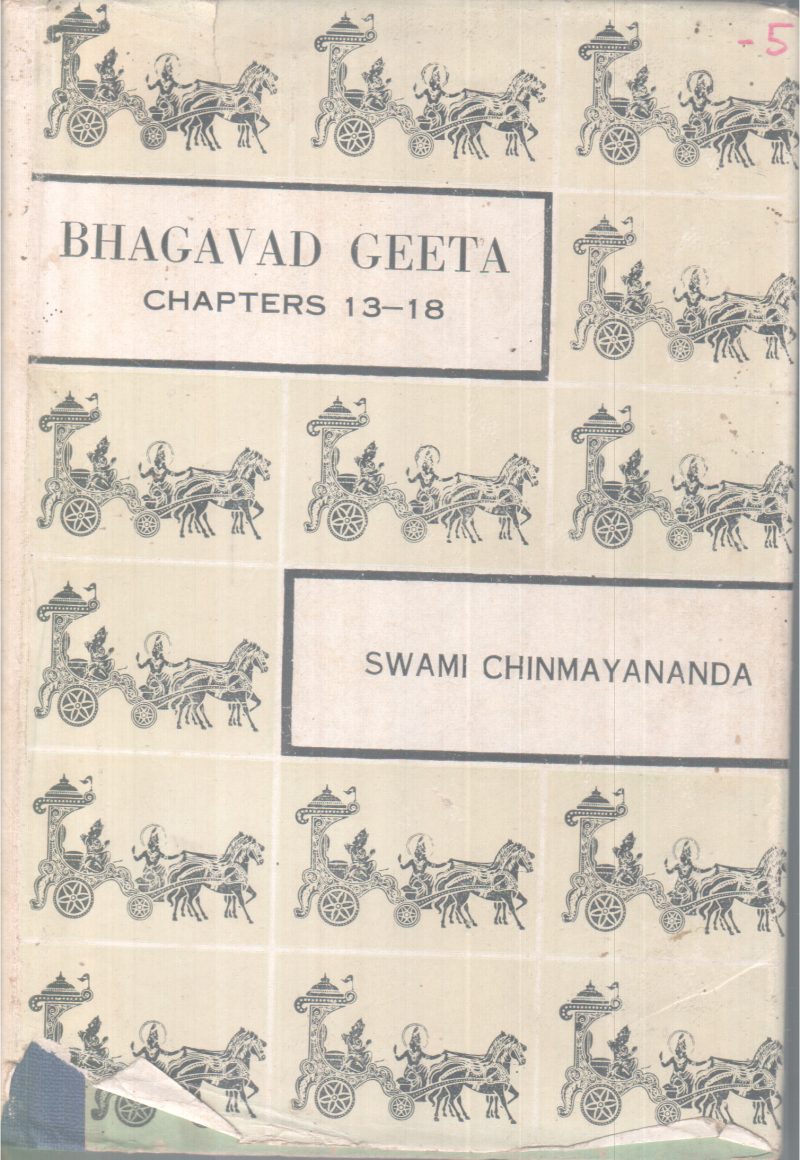 -5
BHAGAVAD GEETA
CHAPTERS 13–18
SWAMI CHINMAYANANDA